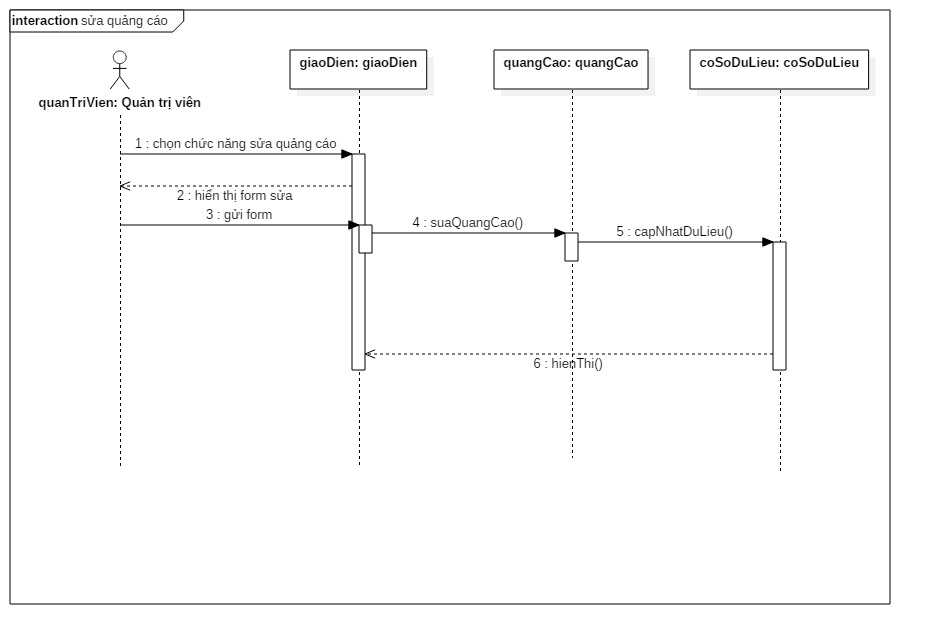 interaction sửa quảng cáo
giaoDien: giaoDien
quangCao: quangCao
coSoDuLieu: coSoDuLieu
quanTriVien: Quản trị viên
1 : chọn chức năng sửa quảng cáo
2 : hiển thị form sửa
3 : gửi form
4 : suaQuangCao()
5 : capNhatDuLieu()
6 : hienThi()